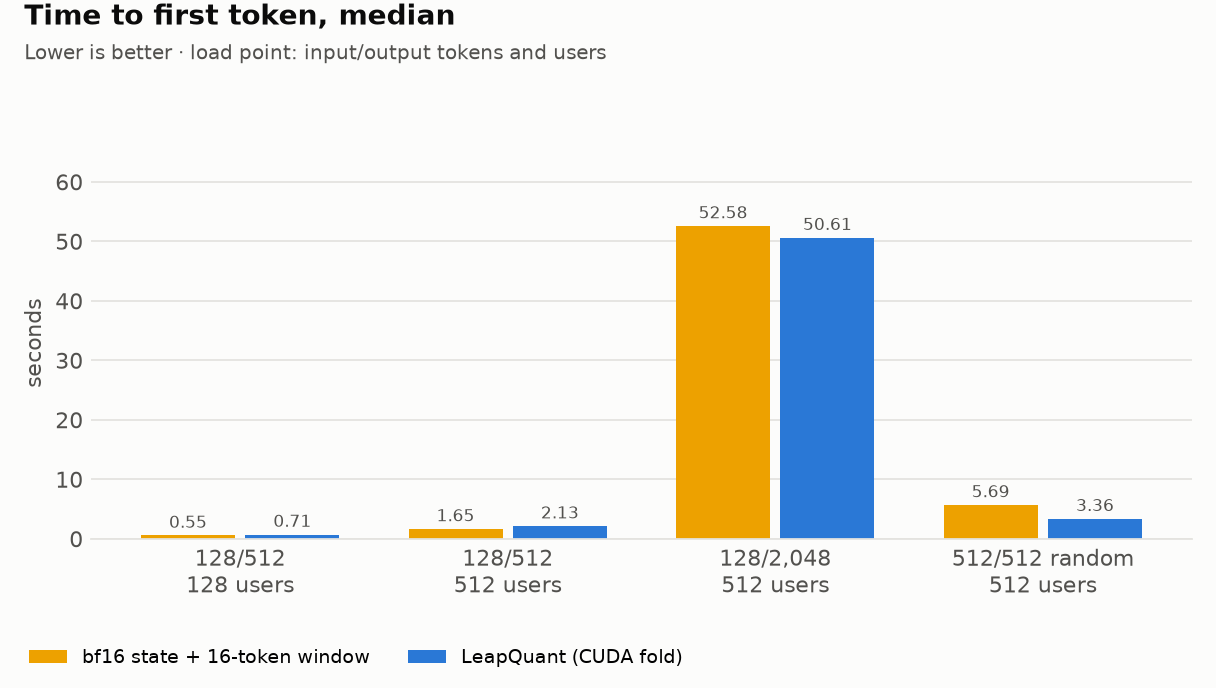 Time to first token, median
Lower is better · load point: input/output tokens and users
seconds
60
50
40
30
20
10
0
0.55
0.71
1.65
2.13
52.58
50.61
5.69
3.36
128/512
128 users
128/512
512 users
128/2,048
512 users
512/512 random
512 users
bf16 state + 16-token window
LeapQuant (CUDA fold)